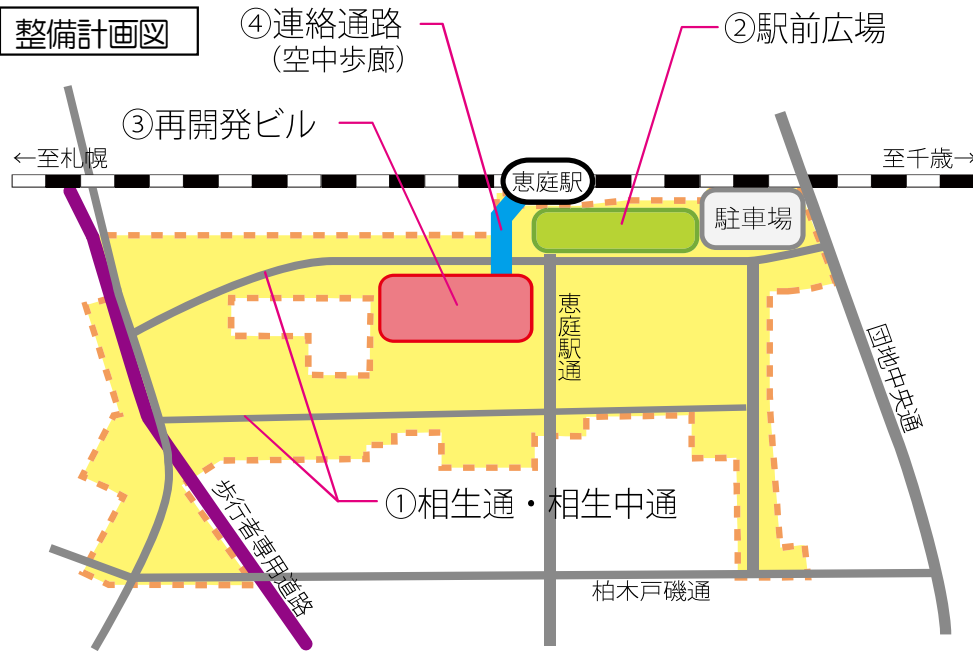 整備計画図
④連絡通路
（空中歩廊）
②駅前広場
③再開発ビル
←至札幌
至千歳→
恵庭駅
駐車場
恵庭駅通
団地中央通
①相生通・相生中通
歩行者専用道路
柏木戸磯通